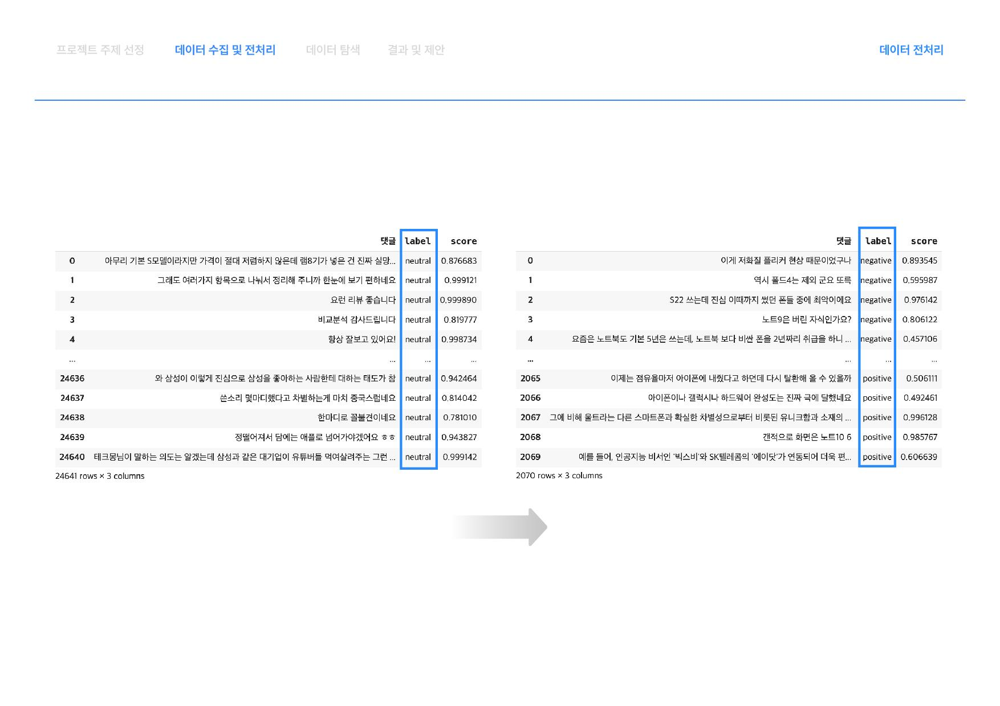 프로젝트 주제 선정 데이터 수집 및 전처리 데이터 탐색 결과 및 제안 데이터 전처리
댓글 label score
0 아무리 기본 S모델이라지만 가격이 절대 저렴하지 않은데 램8기가 넣은 건 진짜 실망... neutral 0.876683
1 그래도 여러가지 항목으로 나눠서 정리해 주니까 한눈에 보기 편하네요 neutral 0.999121
2 요런 리뷰 좋습니다 neutral 0.999890
3 비교분석 감사드립니다 neutral 0.819777
4 항상 잘보고 있어요! neutral 0.998734
... ... ... ...
24636 와 삼성이 이렇게 진심으로 삼성을 좋아하는 사람한테 대하는 태도가 참 neutral 0.942464
24637 쓴소리 몇마디했다고 차별하는게 마치 중국스럽네요 neutral 0.814042
24638 한마디로 꼴불견이네요 neutral 0.781010
24639 정떨어져서 담에는 애플로 넘어가야겠어요 ㅎㅎ neutral 0.943827
24640 테크몽님이 말하는 의도는 알겠는데 삼성과 같은 대기업이 유튜버를 먹여살려주는 그런 ... neutral 0.999142
24641 rows × 3 columns
댓글 label score
0 이게 저화질 플리커 현상 때문이었구나 negative 0.893545
1 역시 폴드4는 제외 군요 또륵 negative 0.595987
2 S22 쓰는데 진심 이때까지 썼던 폰들 중에 최악이에요 negative 0.976142
3 노트9은 버린 자식인가요? negative 0.806122
4 요즘은 노트북도 기본 5년은 쓰는데, 노트북 보다 비싼 폰을 2년짜리 취급을 하니 ... negative 0.457106
... ... ... ...
2065 이제는 점유율마저 아이폰에 내줬다고 하던데 다시 탈환해 올 수 있을까 positive 0.506111
2066 아이폰이나 갤럭시나 하드웨어 완성도는 진짜 극에 달했네요 positive 0.492461
2067 그에 비해 울트라는 다른 스마트폰과 확실한 차별성으로부터 비롯된 유니크함과 소재의 ... positive 0.996128
2068 갠적으로 화면은 노트10 6 positive 0.985767
2069 예를 들어, 인공지능 비서인 '빅스비'와 SK텔레콤의 '에이닷'가 연동되어 더욱 편... positive 0.606639
2070 rows × 3 columns